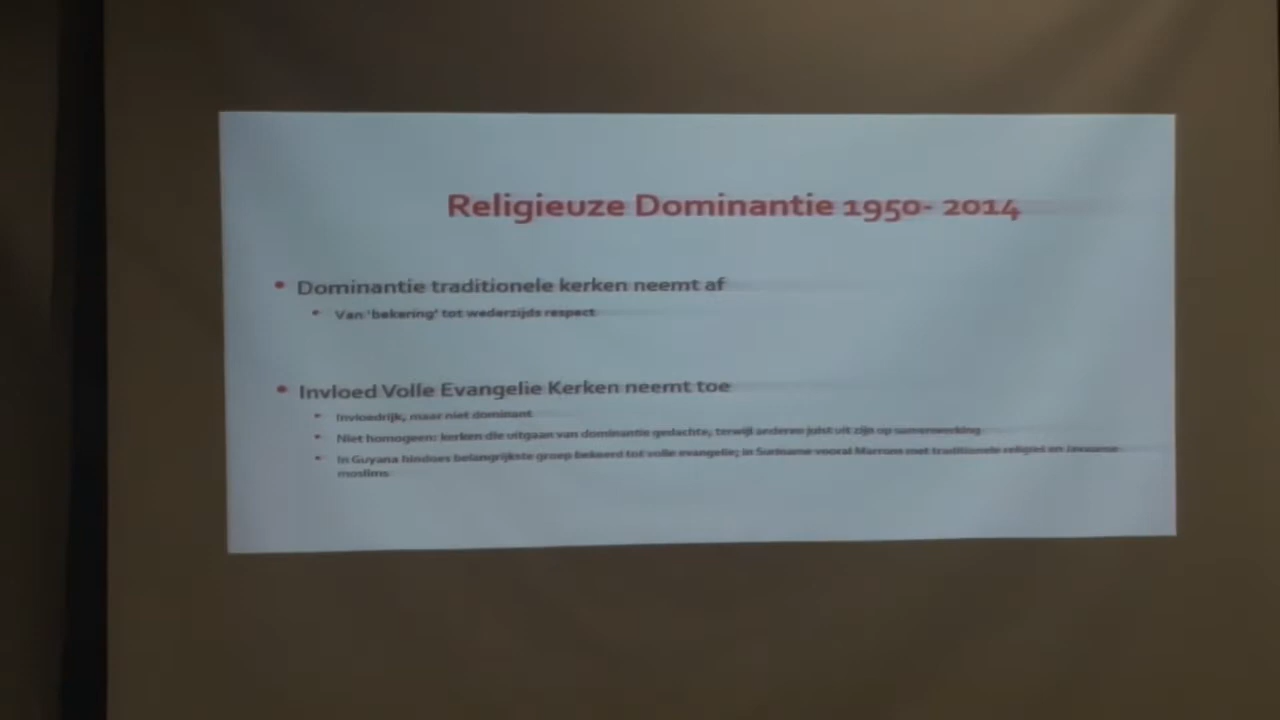 Religieuze Dominantie 1950- 2014
• Dominantie traditionele kerken neemt af
• Van 'bekering' tot wederzijds respect
• Invloed Volle Evangelie Kerken neemt toe
• Invloedrijk, maar niet dominant
• Niet homogeen: kerken die uitgaan van dominantie gedachte, terwijl anderen juist uit zijn op samenwerking
• In Guyana hindoes belangrijkste groep bekeerd tot volle evangelie; in Suriname vooral Marrons met traditionele religies en Javaanse
moslims